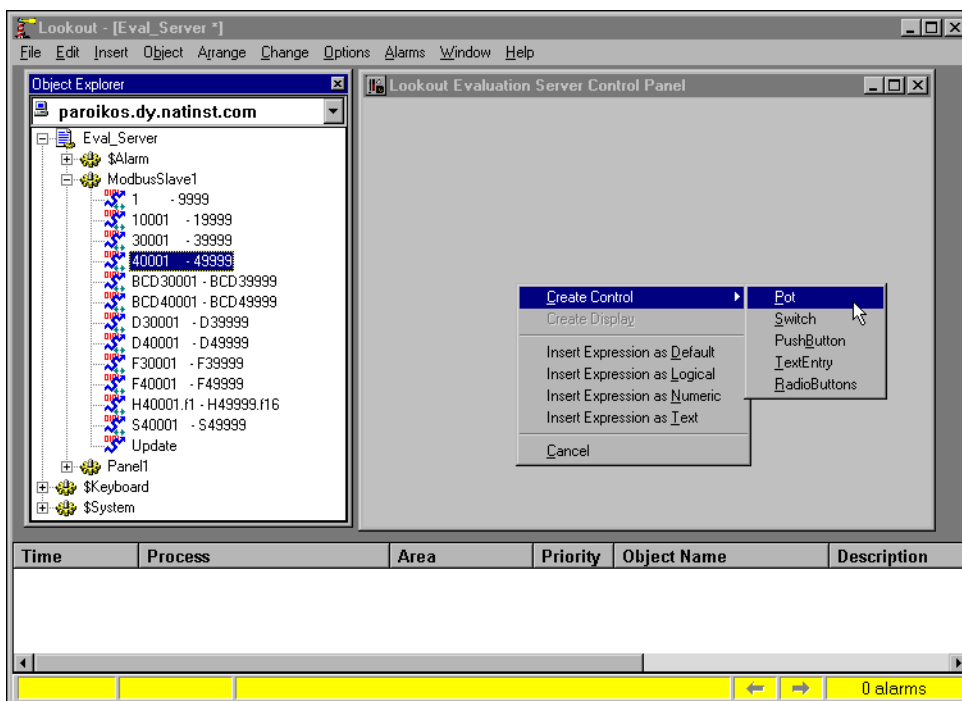 Lookout - [Eval_Server *]
File Edit Insert Object Arrange Change Options Alarms Window Help
Object Explorer
paroikos.dy.natinst.com
Eval_Server
$Alarm
ModbusSlave1
1 - 9999
10001 - 19999
30001 - 39999
40001 - 49999
BCD30001 - BCD39999
BCD40001 - BCD49999
D30001 - D39999
D40001 - D49999
F30001 - F39999
F40001 - F49999
H40001.f1 - H49999.f16
S40001 - S49999
Update
Panel1
$Keyboard
$System
Lookout Evaluation Server Control Panel
Create Control
Create Display
Insert Expression as Default
Insert Expression as Logical
Insert Expression as Numeric
Insert Expression as Text
Cancel
Pot
Switch
PushButton
TextEntry
RadioButtons
Time Process Area Priority Object Name Description
0 alarms